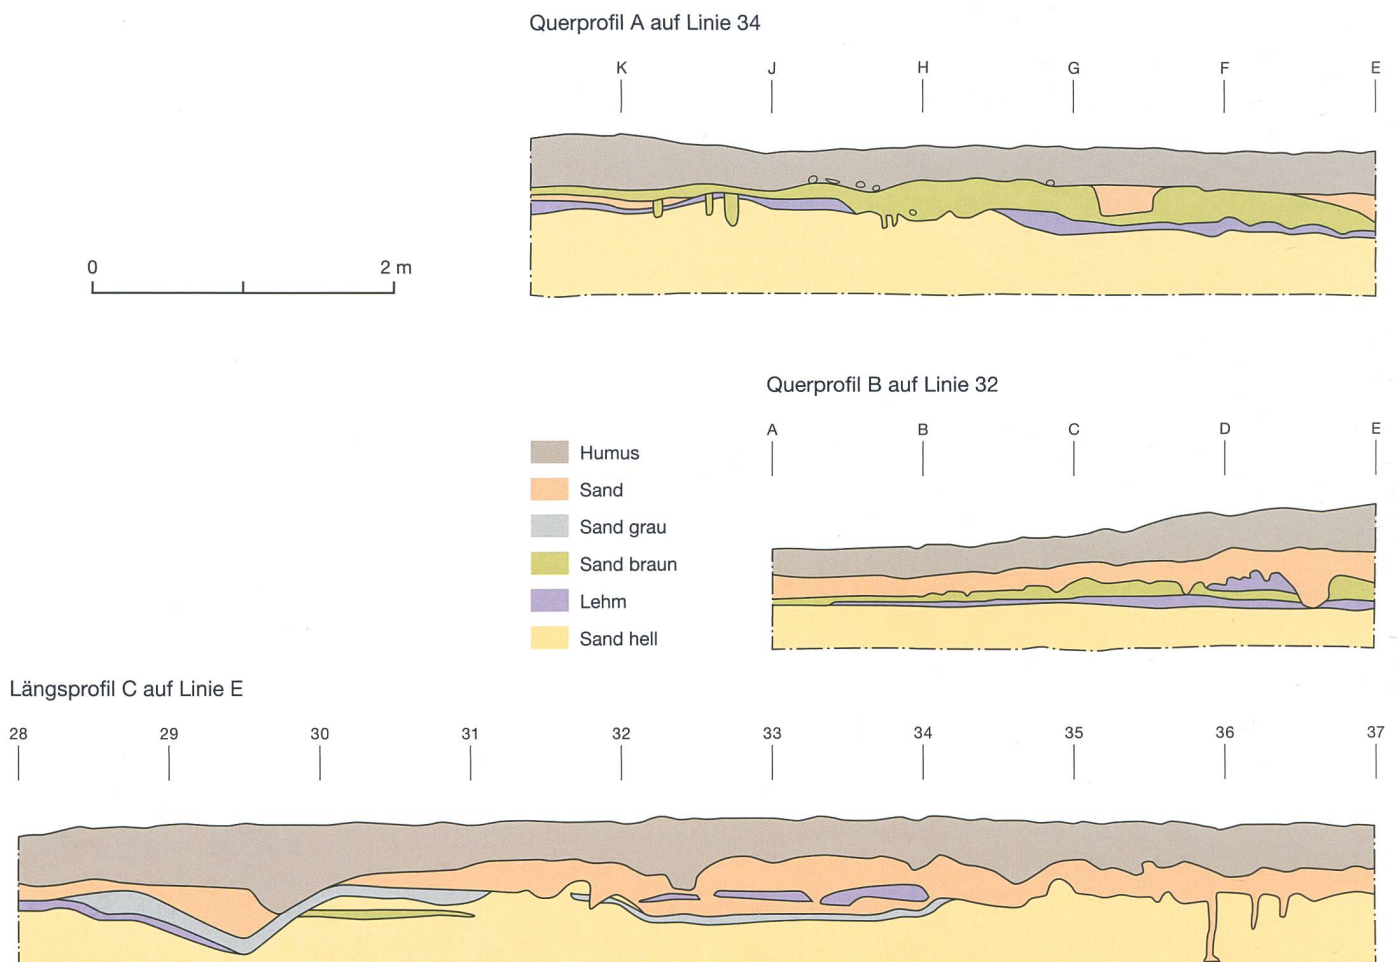 Querprofil A auf Linie 34
K J H G F E
0 2 m
Querprofil B auf Linie 32
A B C D E
Humus
Sand
Sand grau
Sand braun
Lehm
Sand hell
Längsprofil C auf Linie E
28 29 30 31 32 33 34 35 36 37